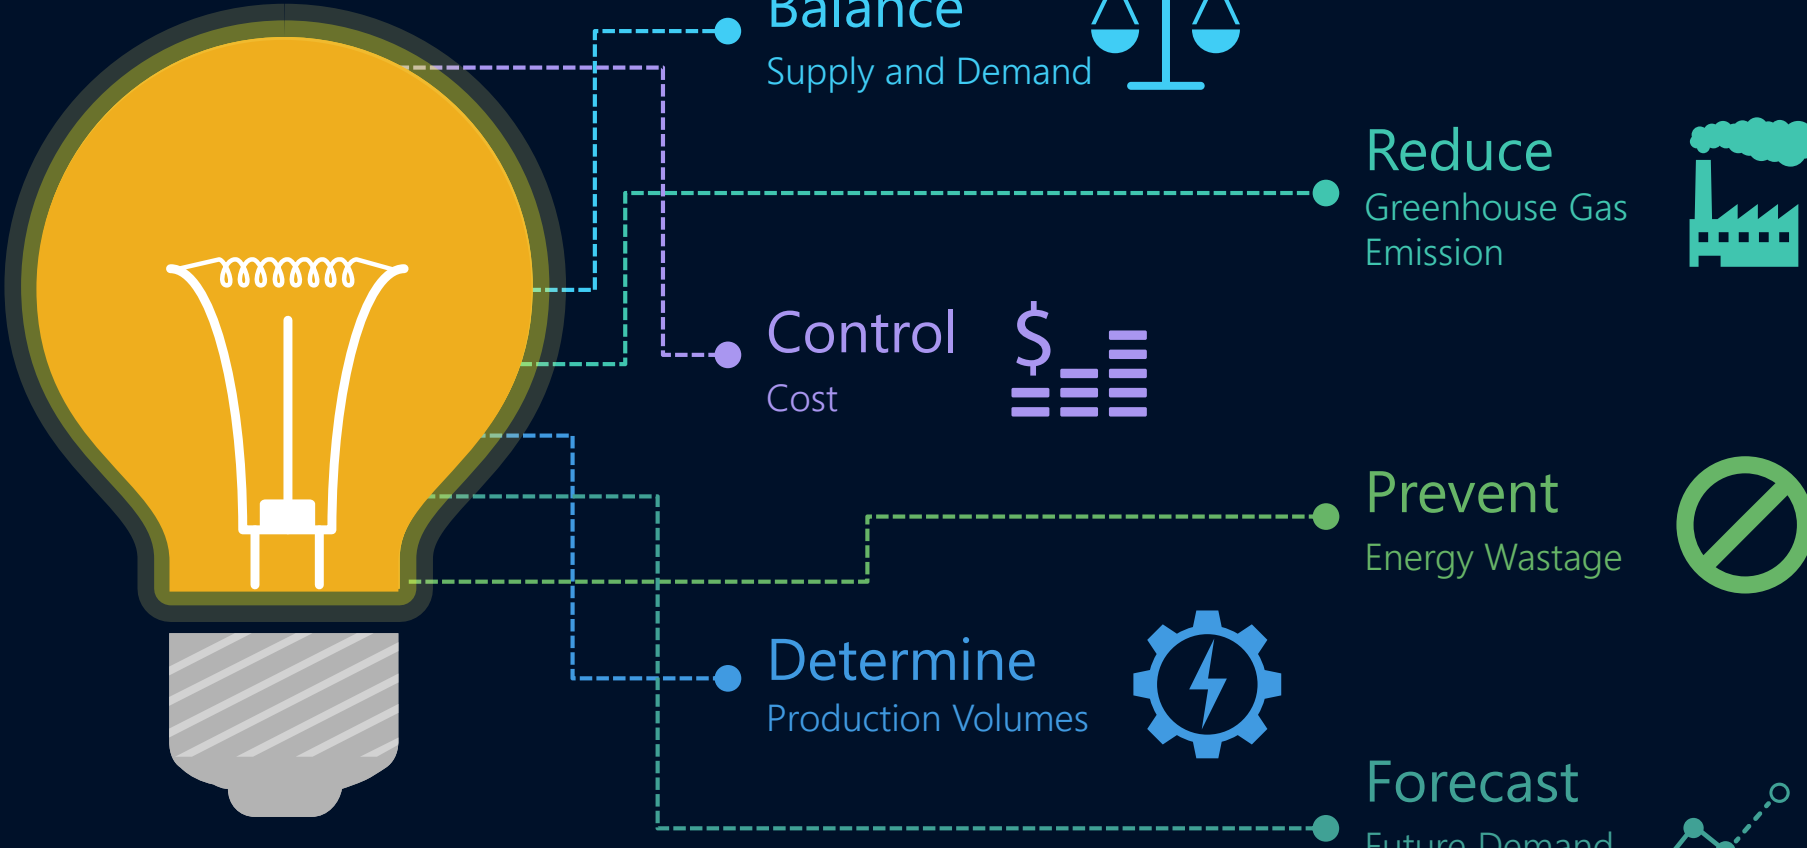 Balance
Supply and Demand
Reduce
Greenhouse Gas
Emission
Control
Cost
$
Prevent
Energy Wastage
Determine
Production Volumes
Forecast
Future Demand